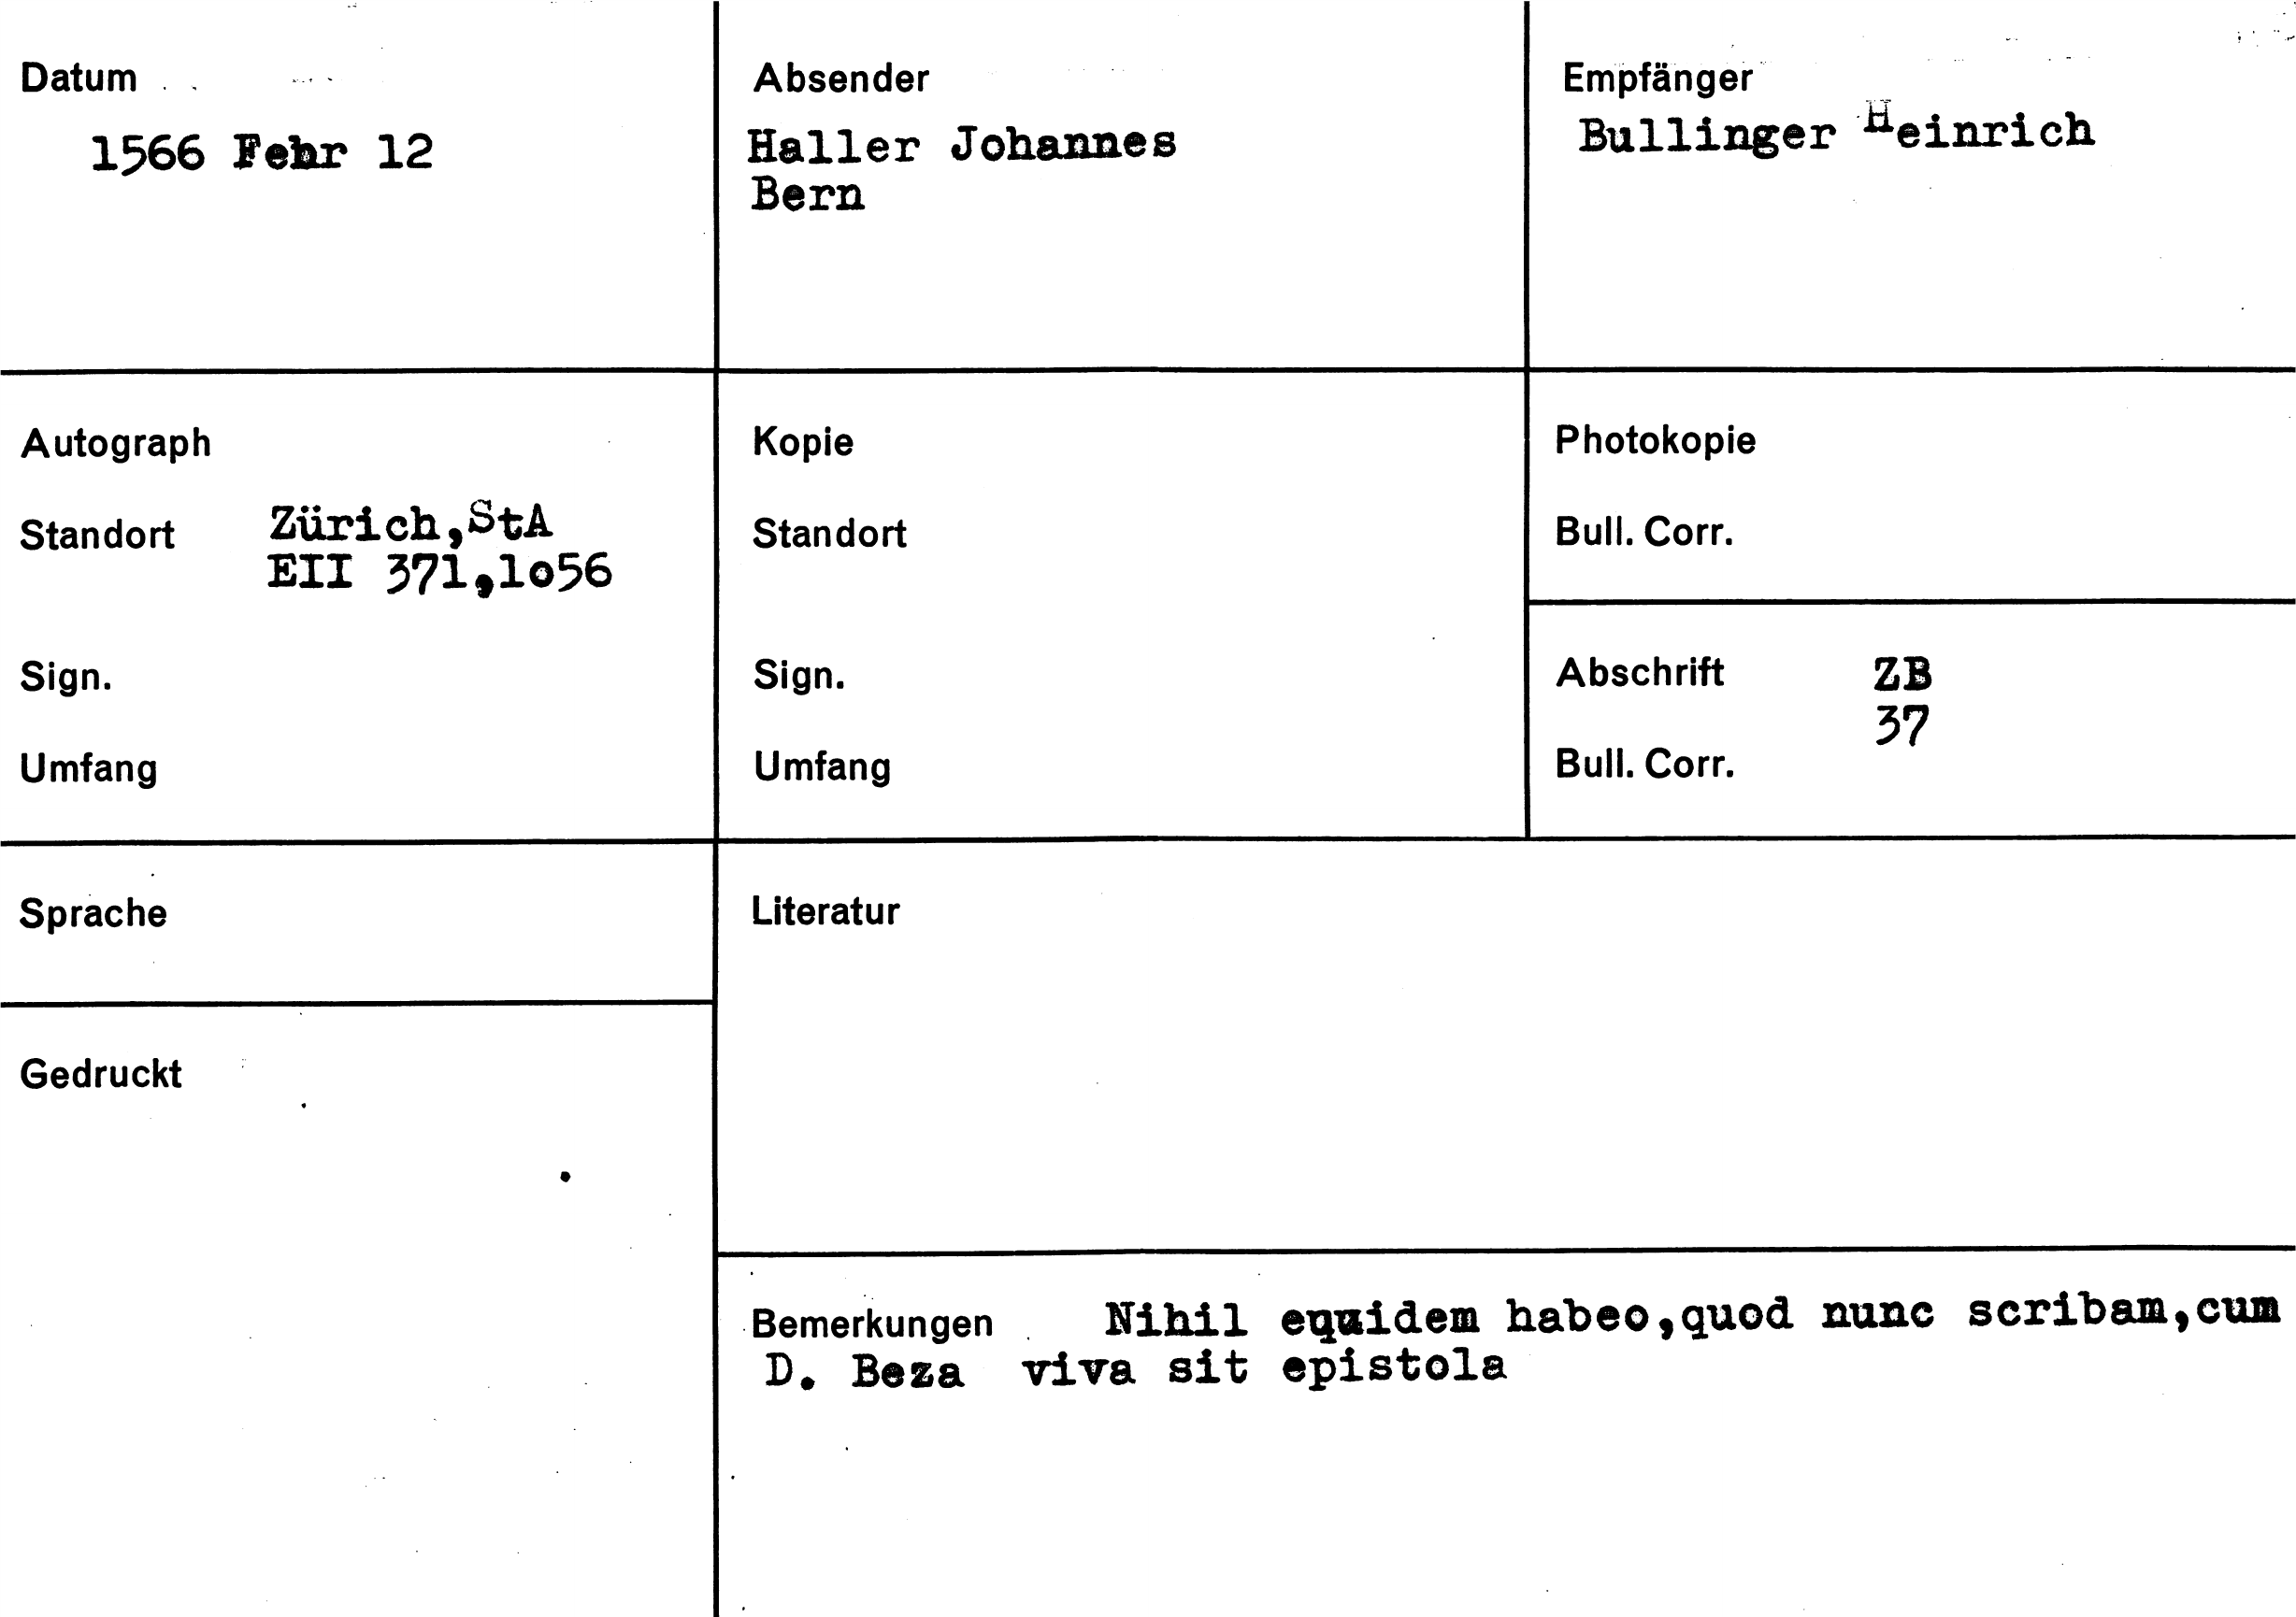 Datum
1566 Febr 12
Absender
Haller Johannes
Bern
Empfänger
Bullinger Heinrich
Autograph
Standort Zürich,StA
EII 371,1o56
Sign.
Umfang
Kopie
Standort
Sign.
Umfang
Photokopie
Bull. Corr.
Abschrift ZB
37
Bull. Corr.
Sprache
Gedruckt
Literatur
Bemerkungen Nihil equidem habeo,quod nunc scribam,cum
D. Beza viva sit epistola